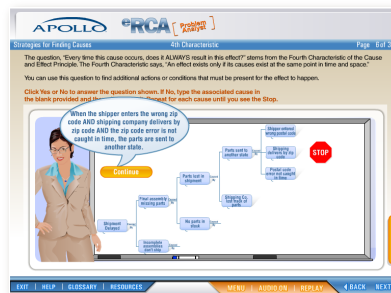 APOLLO
eRCA [ Problem Analyst ]
Strategies for Finding Causes
4th Characteristic
Page 6 of 3
The question, "Every time this cause occurs, does it ALWAYS result in this effect?" stems from the Fourth Characteristic of the Cause
and Effect Principle. The Fourth Characteristic says, "An effect exists only if its causes exist at the same point in time and space."
You can use this question to find additional actions or conditions that must be present for the effect to happen.
Click Yes or No to answer the question shown. If No, type the associated cause in
the blank provided and
for each cause until you see the Stop.
When the shipper enters the wrong zip
code AND shipping company delivers by
zip code AND the zip code error is not
caught in time, the parts are sent to
another state.
Continue
Shipment
Delayed
Final assembly
missing parts
Incomplete
assemblies
don't ship
Parts lost in
shipment
No parts in
stock
Parts sent to
another state
Shipping Co.
lost track of
parts
Shipper entered
wrong postal code
Shipping
delivers by zip
code
Postal code
error not caught
in time
STOP
EXIT | HELP | GLOSSARY | RESOURCES
MENU | AUDIO ON | REPLAY
BACK
NEXT